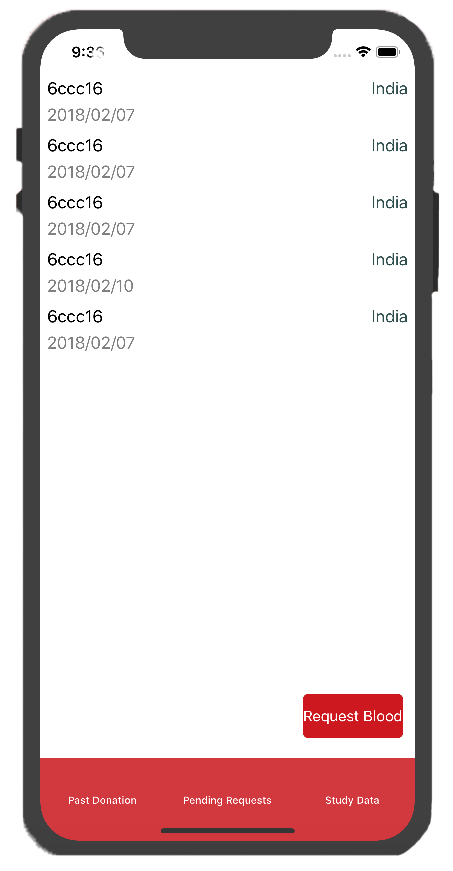 9:36
6ccc16 India
2018/02/07
6ccc16 India
2018/02/07
6ccc16 India
2018/02/07
6ccc16 India
2018/02/10
6ccc16 India
2018/02/07
Request Blood
Past Donation Pending Requests Study Data